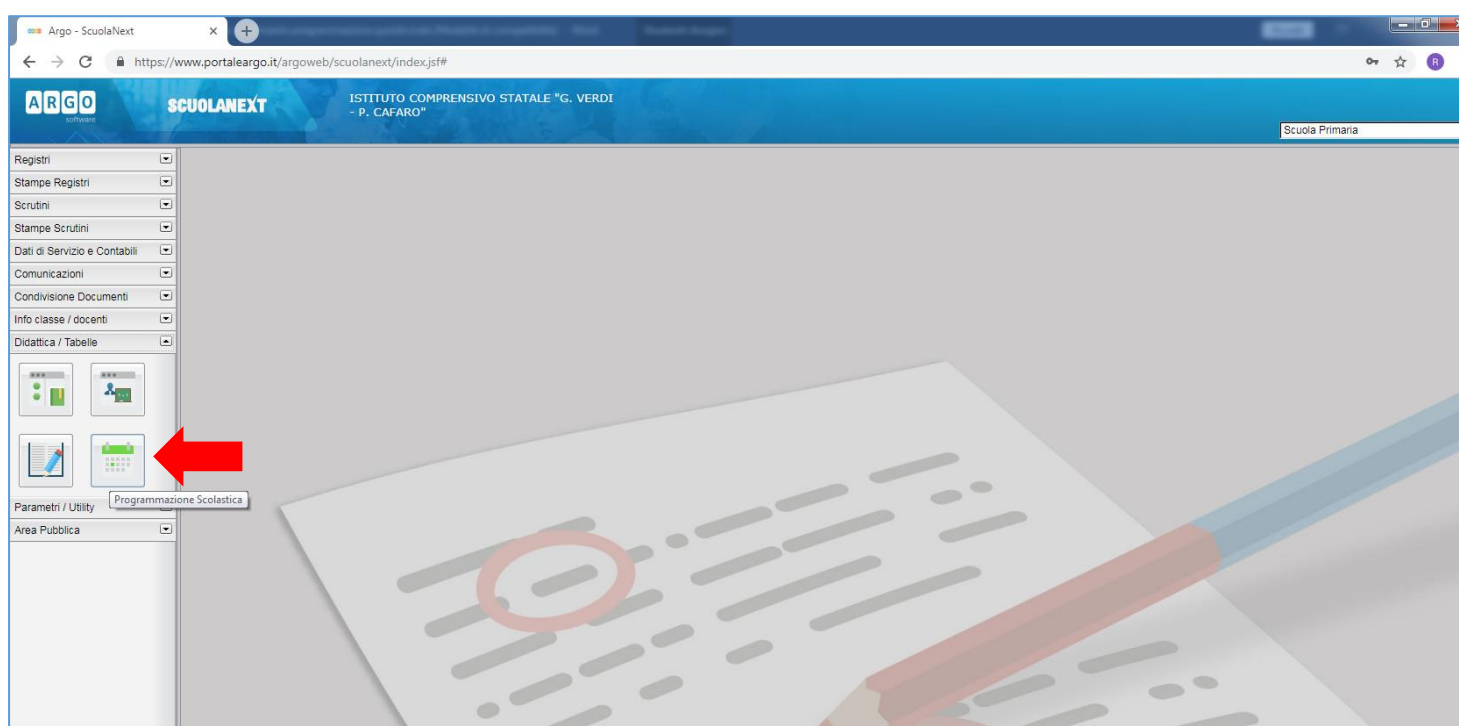 Argo - ScuolaNext
https://www.portaleargo.it/argoweb/scuolanext/index.jsf#
R
ARGO
software
SCUOLANEXT
ISTITUTO COMPRENSIVO STATALE "G. VERDI
- P. CAFARO"
Scuola Primaria
Registri
Stampe Registri
Scrutini
Stampe Scrutini
Dati di Servizio e Contabili
Comunicazioni
Condivisione Documenti
Info classe / docenti
Didattica / Tabelle
Programmazione Scolastica
Parametri / Utility
Area Pubblica